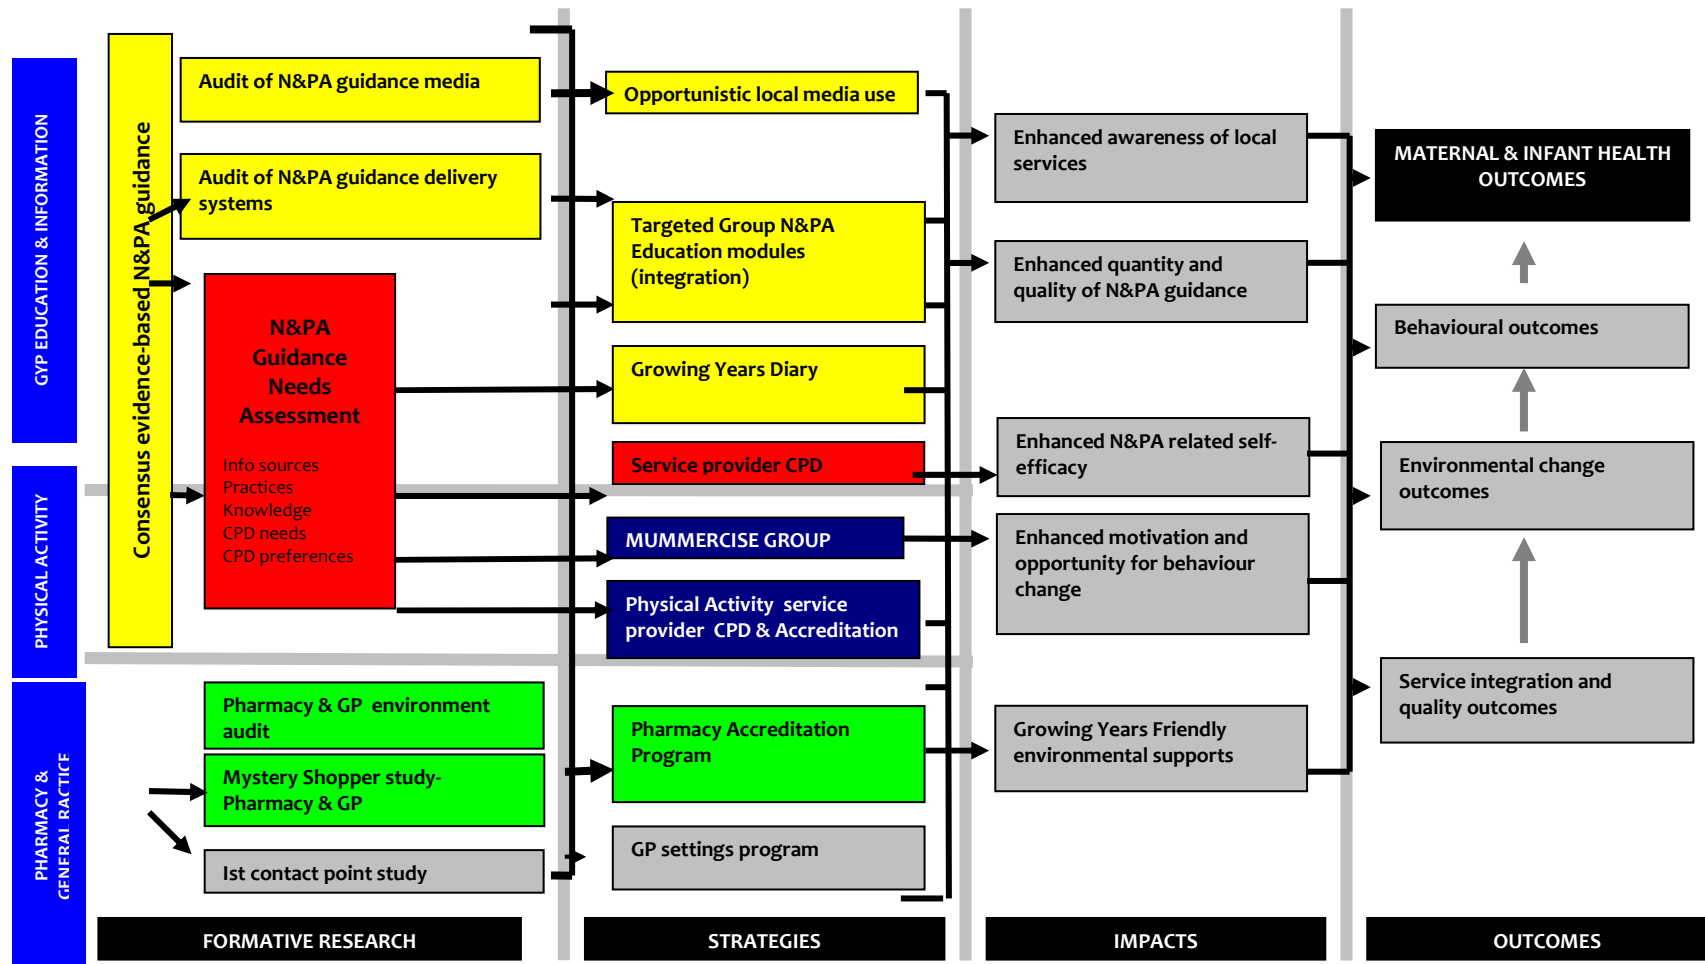 GYP EDUCATION & INFORMATION
PHYSICAL ACTIVITY
PHARMACY &
GENERAL RACTICE
Consensus evidence-based N&PA guidance
Audit of N&PA guidance media
Audit of N&PA guidance delivery
systems
N&PA
Guidance
Needs
Assessment
Info sources
Practices
Knowledge
CPD needs
CPD preferences
Pharmacy & GP environment
audit
Mystery Shopper study-
Pharmacy & GP
Ist contact point study
FORMATIVE RESEARCH
Opportunistic local media use
Targeted Group N&PA
Education modules
(integration)
Growing Years Diary
Service provider CPD
MUMMERCISE GROUP
Physical Activity service
provider CPD & Accreditation
Pharmacy Accreditation
Program
GP settings program
STRATEGIES
Enhanced awareness of local
services
Enhanced quantity and
quality of N&PA guidance
Enhanced N&PA related self-
efficacy
Enhanced motivation and
opportunity for behaviour
change
Growing Years Friendly
environmental supports
IMPACTS
MATERNAL & INFANT HEALTH
OUTCOMES
Behavioural outcomes
Environmental change
outcomes
Service integration and
quality outcomes
OUTCOMES